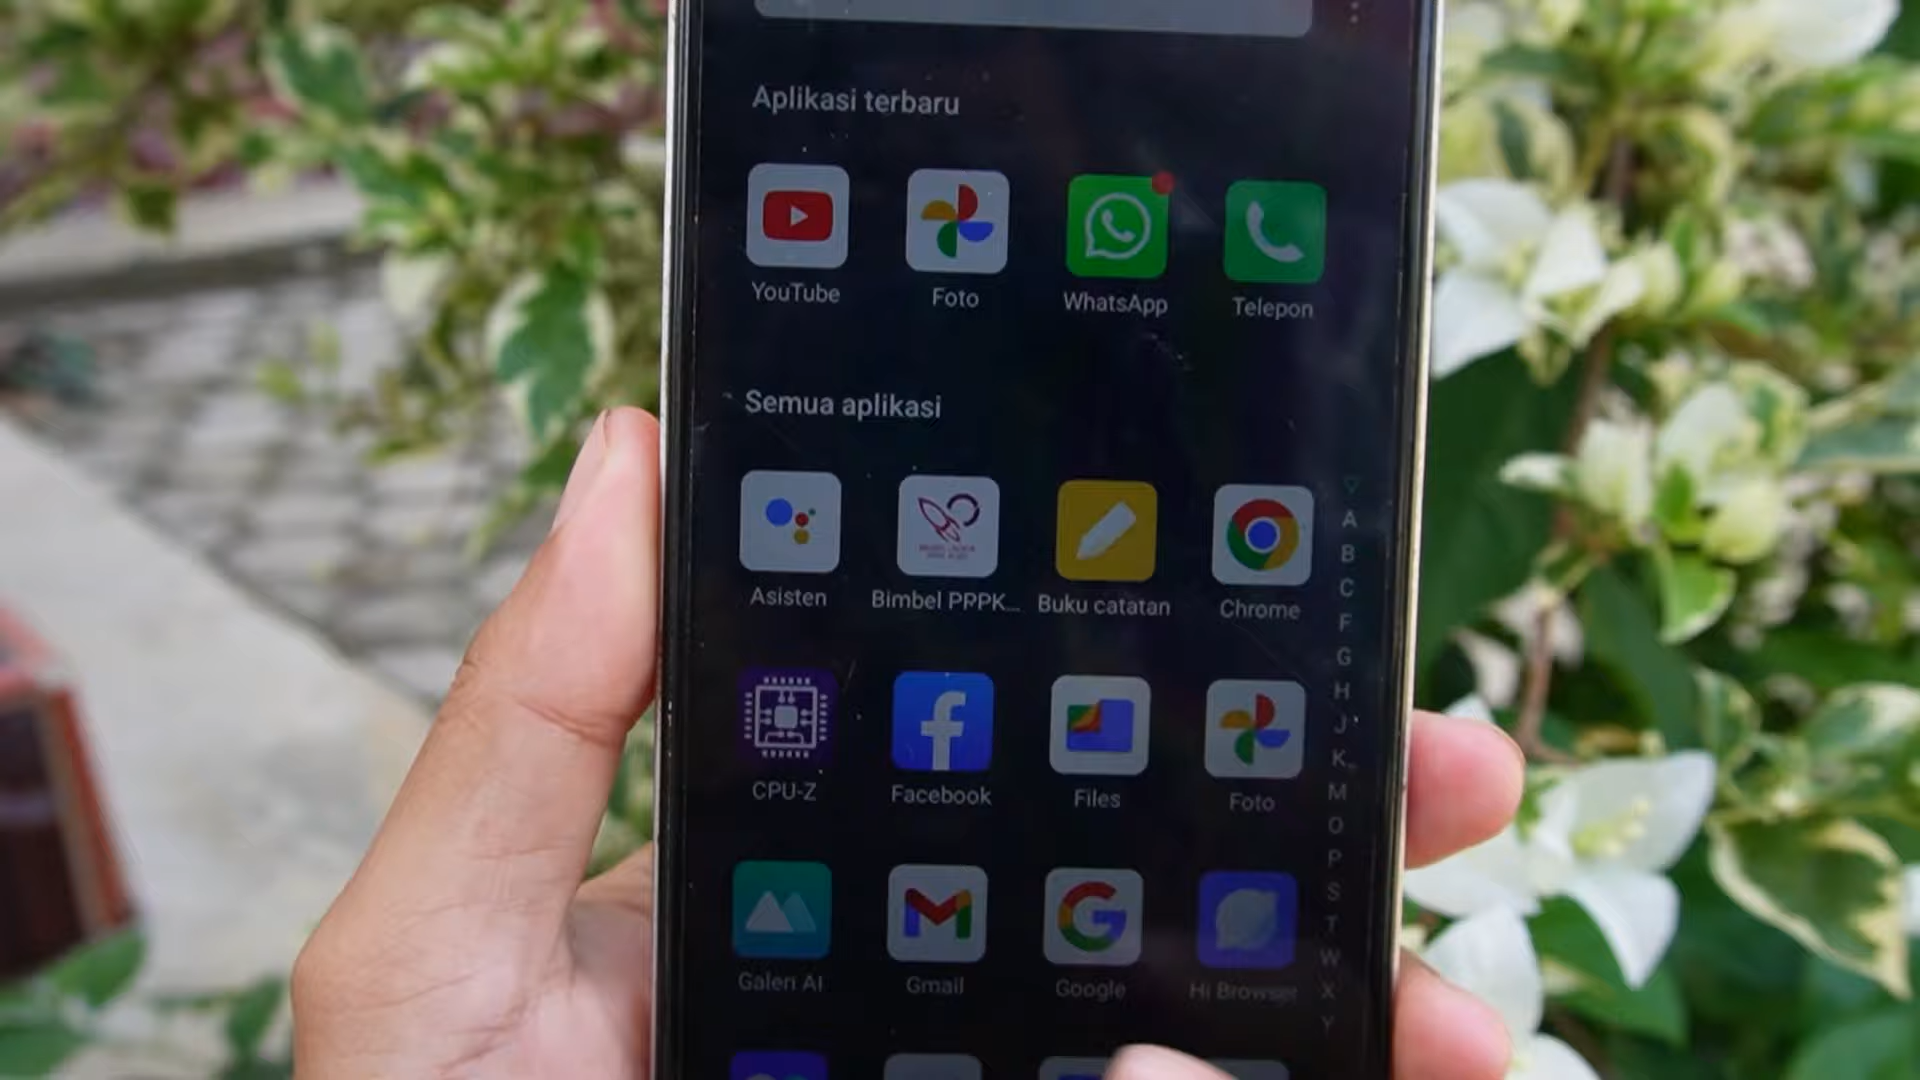 Aplikasi terbaru
YouTube Foto WhatsApp Telepon
Semua aplikasi
Asisten Bimbel PPPK... Buku catatan Chrome
CPU-Z Facebook Files Foto
Galeri AI Gmail Google Hi Browser
A
B
C
F
G
H
J
K
M
O
P
S
T
W
X
Y